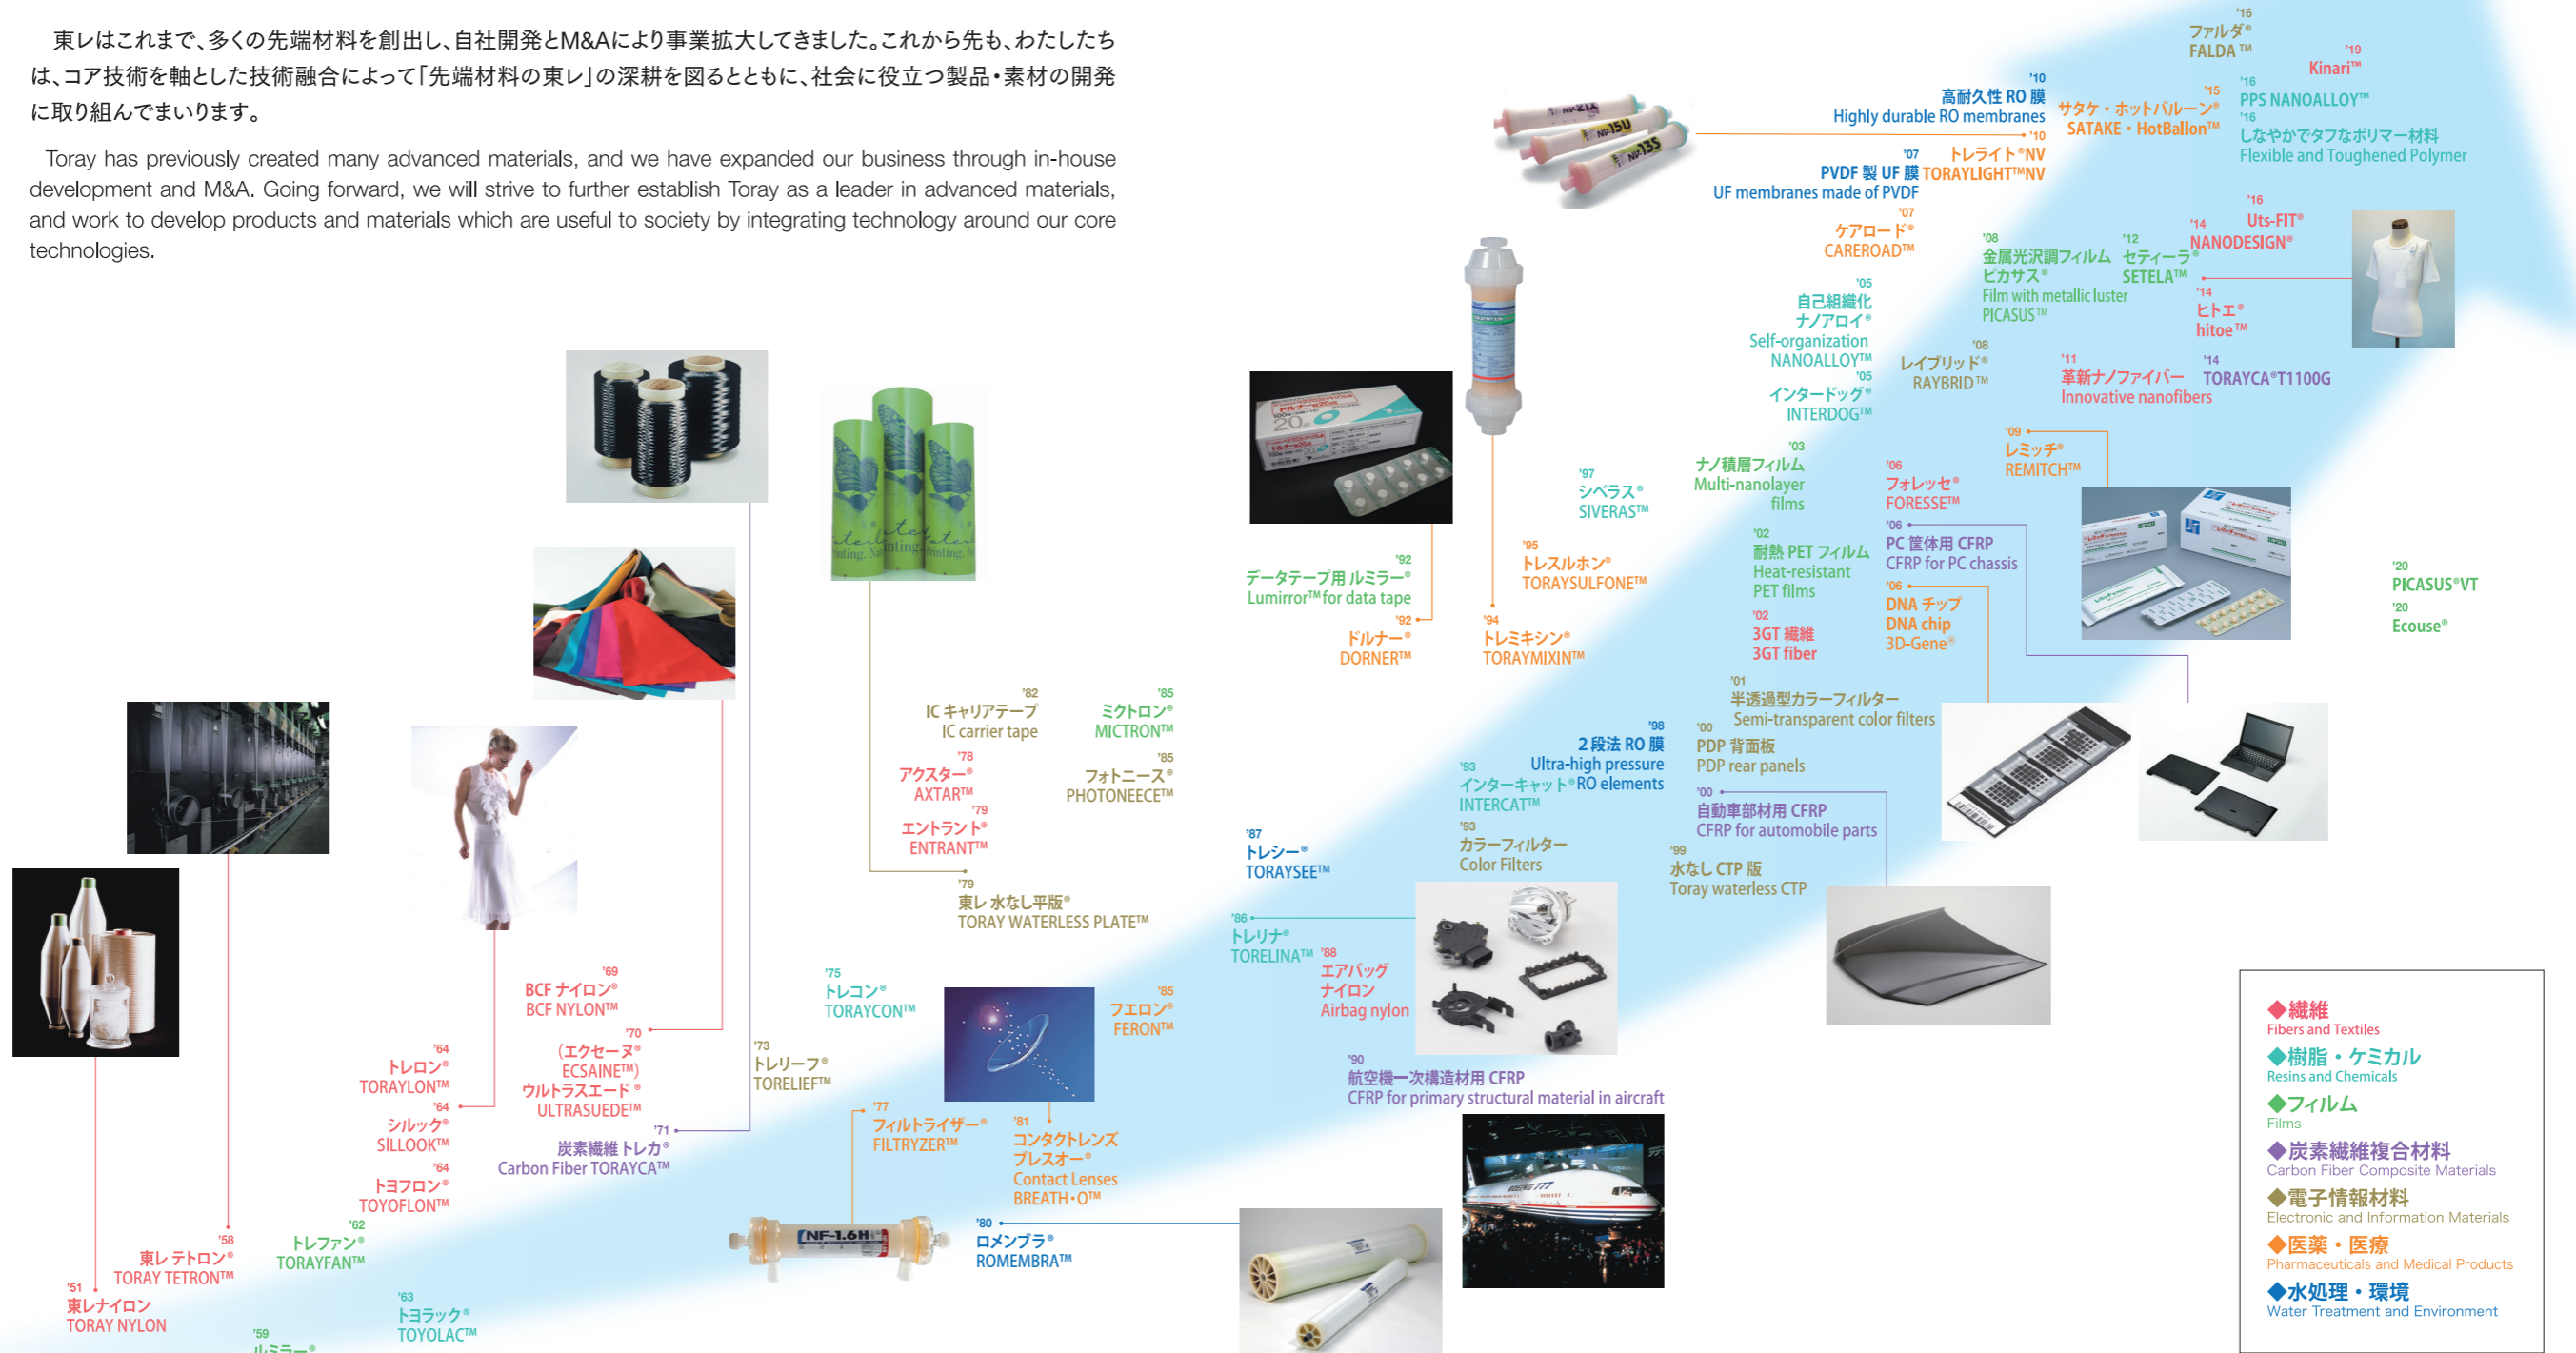 東レはこれまで、多くの先端材料を創出し、自社開発とM&Aにより事業拡大してきました。これから先も、わたしたち
は、コア技術を軸とした技術融合によって「先端材料の東レ」の深耕を図るとともに、社会に役立つ製品・素材の開発
に取り組んでまいります。
Toray has previously created many advanced materials, and we have expanded our business through in-house
development and M&A. Going forward, we will strive to further establish Toray as a leader in advanced materials,
and work to develop products and materials which are useful to society by integrating technology around our core
technologies.
'51
東レナイロン
TORAY NYLON
'58
東レ テトロン®
TORAY TETRON™
'59
ルミラー®
'62
トレファン®
TORAYFAN™
'63
トヨラック®
TOYOLAC™
'64
トレロン®
TORAYLON™
'64
シルック®
SILLOOK™
'64
トヨフロン®
TOYOFLON™
'69
BCF ナイロン®
BCF NYLON™
'70
(エクセーヌ®
ECSAINE™)
ウルトラスエード®
ULTRASUEDE™
'71
炭素繊維 トレカ®
Carbon Fiber TORAYCA™
'73
トレリーフ®
TORELIEF™
'75
トレコン®
TORAYCON™
'77
フィルトライザー®
FILTRYZER™
NF-1.6H
'78
アクスター®
AXTAR™
'79
エントラント®
ENTRANT™
'79
東レ 水なし平版®
TORAY WATERLESS PLATE™
'80
ロメンブラ®
ROMEMBRA™
'81
コンタクトレンズ
ブレスオー®
Contact Lenses
BREATH・O™
'82
IC キャリアテープ
IC carrier tape
'85
ミクトロン®
MICTRON™
'85
フォトニース®
PHOTONEECE™
'85
フエロン®
FERON™
'86
トレリナ®
TORELINA™
'87
トレシー®
TORAYSEE™
'88
エアバッグ
ナイロン
Airbag nylon
'90
航空機一次構造材用 CFRP
CFRP for primary structural material in aircraft
BOEING 777
'92
データテープ用 ルミラー®
Lumirror™for data tape
'92
ドルナー®
DORNER™
'93
インターキャット®
INTERCAT™
'93
カラーフィルター
Color Filters
'94
トレミキシン®
TORAYMIXIN™
'95
トレスルホン®
TORAYSULFONE™
'97
シベラス®
SIVERAS™
'98
2 段法 RO 膜
Ultra-high pressure
RO elements
'99
水なし CTP 版
Toray waterless CTP
'00
PDP 背面板
PDP rear panels
'00
自動車部材用 CFRP
CFRP for automobile parts
'01
半透過型カラーフィルター
Semi-transparent color filters
'02
耐熱 PET フィルム
Heat-resistant
PET films
'02
3GT 繊維
3GT fiber
'03
ナノ積層フィルム
Multi-nanolayer
films
'05
自己組織化
ナノアロイ®
Self-organization
NANOALLOY™
'05
インタードッグ®
INTERDOG™
'06
フォレッセ®
FORESSE™
'06
PC 筐体用 CFRP
CFRP for PC chassis
'06
DNA チップ
DNA chip
3D-Gene®
'07
PVDF 製 UF 膜
UF membranes made of PVDF
'07
ケアロード®
CAREROAD™
'08
金属光沢調フィルム
ピカサス®
Film with metallic luster
PICASUS™
'08
レイブリッド®
RAYBRID™
'09
レミッチ®
REMITCH™
'10
高耐久性 RO 膜
Highly durable RO membranes
'10
トレライト®NV
TORAYLIGHT™NV
NV-21X
NV-15U
NV-13S
'11
革新ナノファイバー
Innovative nanofibers
'12
セティーラ®
SETELA™
'14
NANODESIGN®
'14
ヒトエ®
hitoe™
'14
TORAYCA®T1100G
'15
サタケ・ホットバルーン®
SATAKE・HotBallon™
'16
ファルダ®
FALDA™
'16
PPS NANOALLOY™
'16
しなやかでタフなポリマー材料
Flexible and Toughened Polymer
'16
Uts-FIT®
'19
Kinari™
'20
PICASUS®VT
'20
Ecouse®
◆繊維
Fibers and Textiles
◆樹脂・ケミカル
Resins and Chemicals
◆フィルム
Films
◆炭素繊維複合材料
Carbon Fiber Composite Materials
◆電子情報材料
Electronic and Information Materials
◆医薬・医療
Pharmaceuticals and Medical Products
◆水処理・環境
Water Treatment and Environment